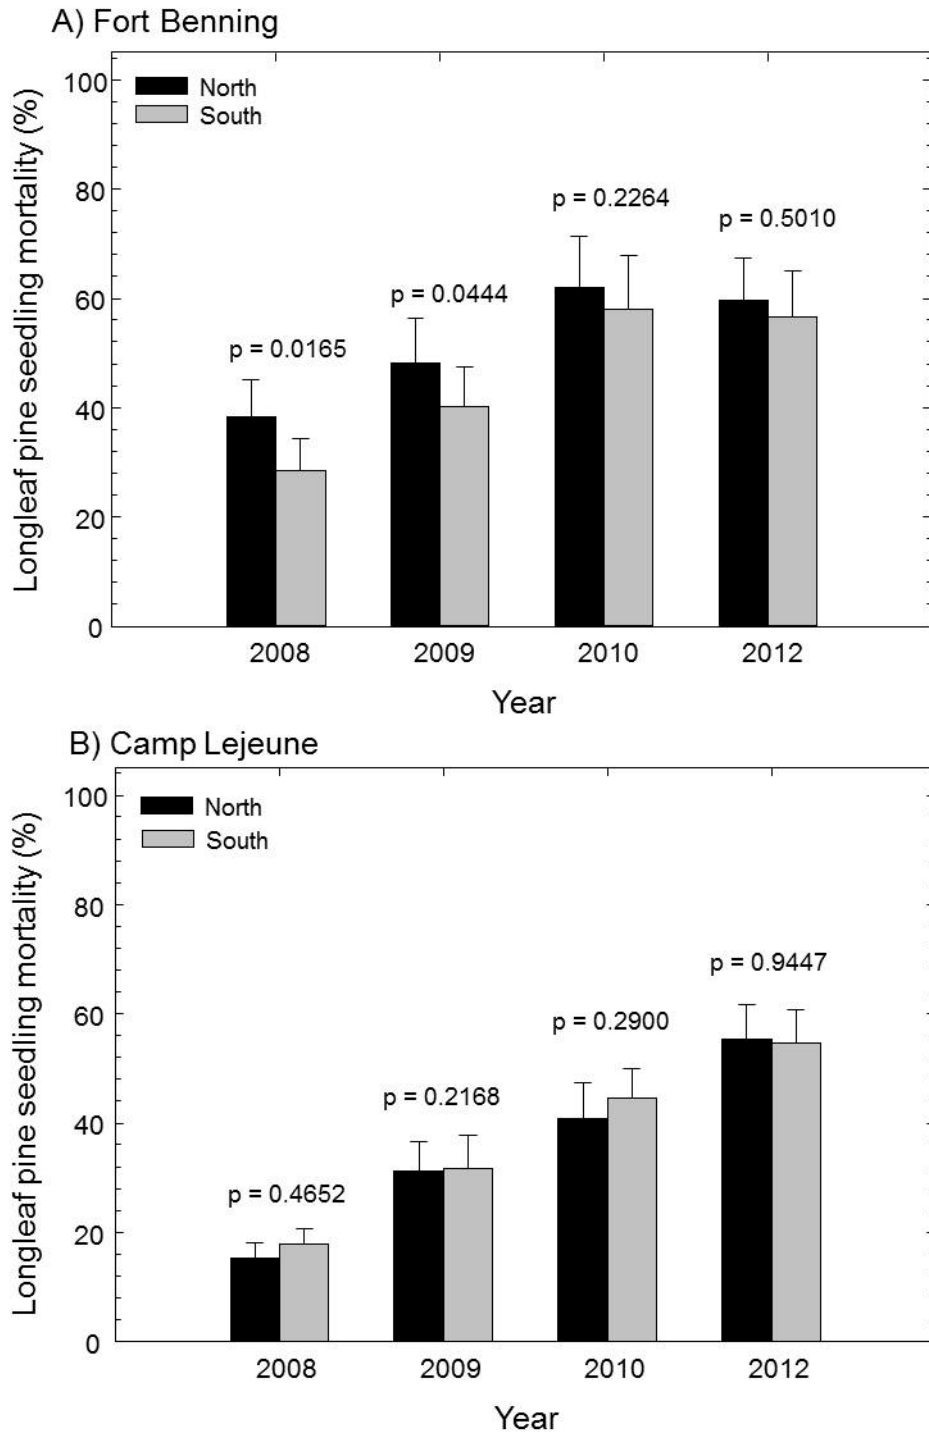 A) Fort Benning
North
South
Longleaf pine seedling mortality (%)
100
80
60
40
20
0
p = 0.0165
p = 0.0444
p = 0.2264
p = 0.5010
2008
2009
2010
2012
Year
B) Camp Lejeune
North
South
Longleaf pine seedling mortality (%)
100
80
60
40
20
0
p = 0.4652
p = 0.2168
p = 0.2900
p = 0.9447
2008
2009
2010
2012
Year